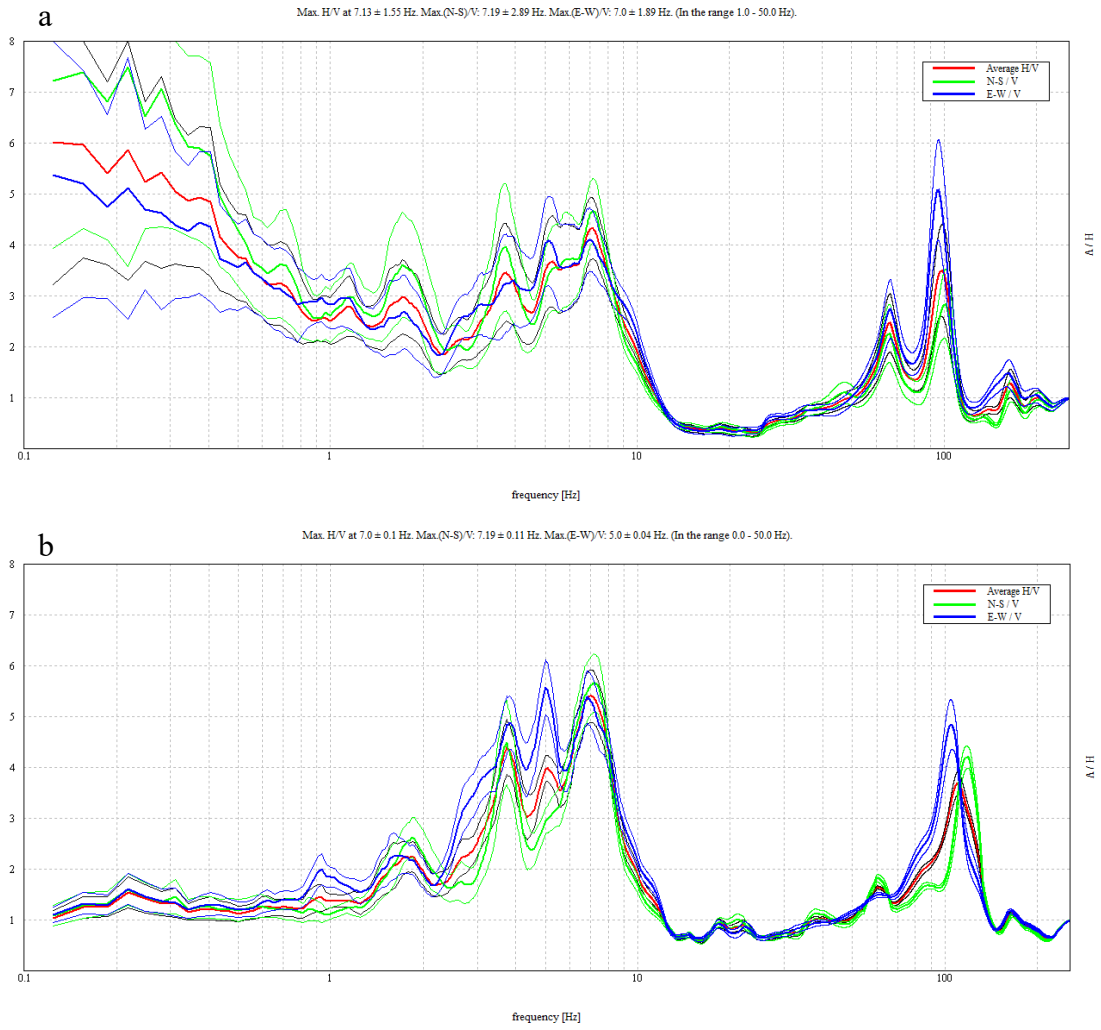 a
Max. H/V at 7.13 ± 1.55 Hz. Max.(N-S)/V: 7.19 ± 2.89 Hz. Max.(E-W)/V: 7.0 ± 1.89 Hz. (In the range 1.0 - 50.0 Hz).
8
7
6
5
4
3
2
1
Average H/V
N-S / V
E-W / V
H / V
0.1
1
10
100
frequency [Hz]
b
Max. H/V at 7.0 ± 0.1 Hz. Max.(N-S)/V: 7.19 ± 0.11 Hz. Max.(E-W)/V: 5.0 ± 0.04 Hz. (In the range 0.0 - 50.0 Hz).
8
7
6
5
4
3
2
1
Average H/V
N-S / V
E-W / V
H / V
0.1
1
10
100
frequency [Hz]